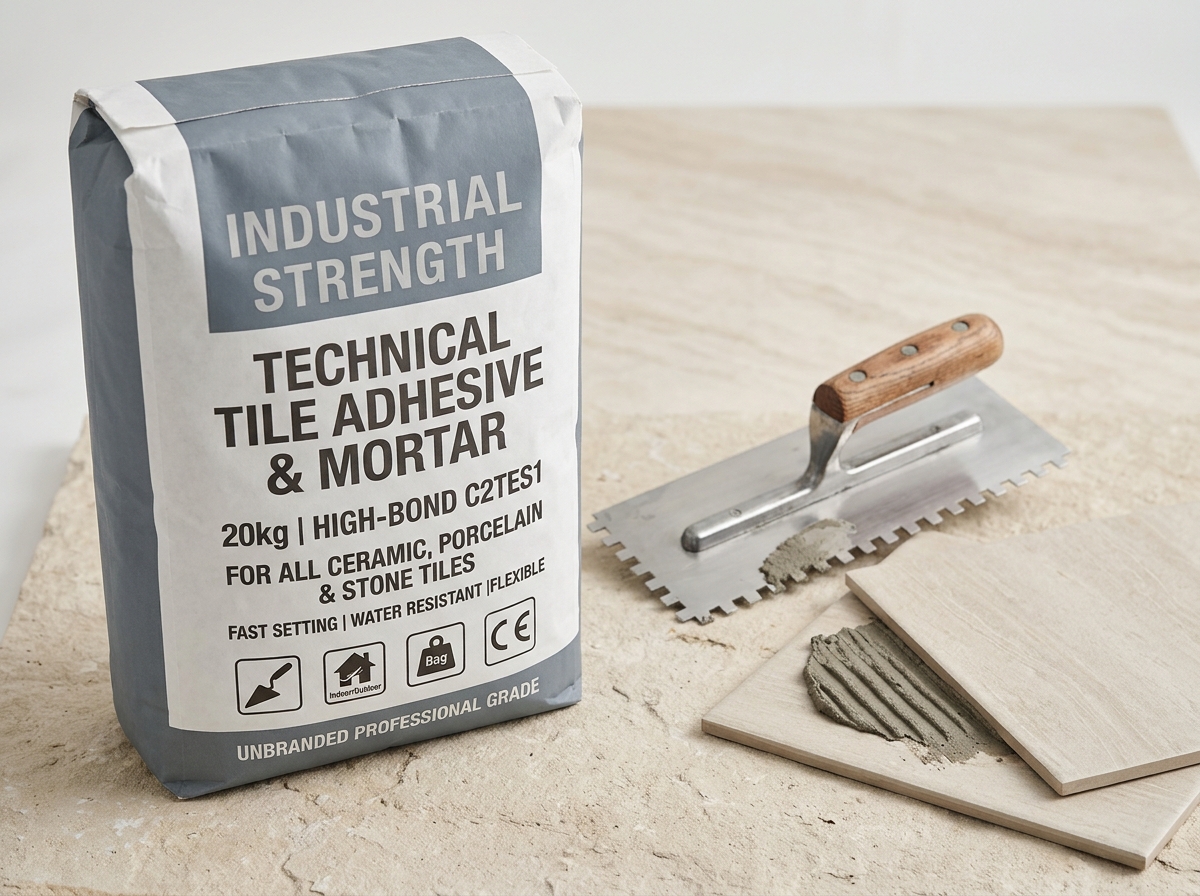 INDUSTRIAL
STRENGTH
TECHNICAL
TILE ADHESIVE
& MORTAR
20kg | HIGH-BOND C2TES1
FOR ALL CERAMIC, PORCELAIN
& STONE TILES
FAST SETTING | WATER RESISTANT |FLEXIBLE
Bag
CE
UNBRANDED PROFESSIONAL GRADE